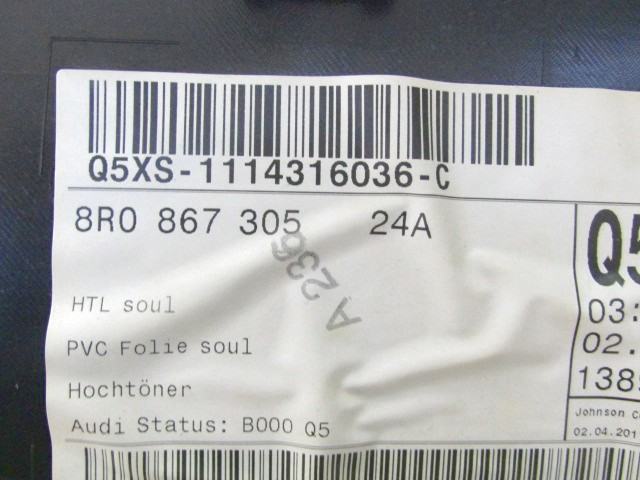 Q5XS-1114316036-C
8R0 867 305 24A
A 236
HTL soul
PVC Folie soul
Hochtöner
Audi Status: B000 Q5
Q5
03:
02.
138
Johnson C
02.04.201